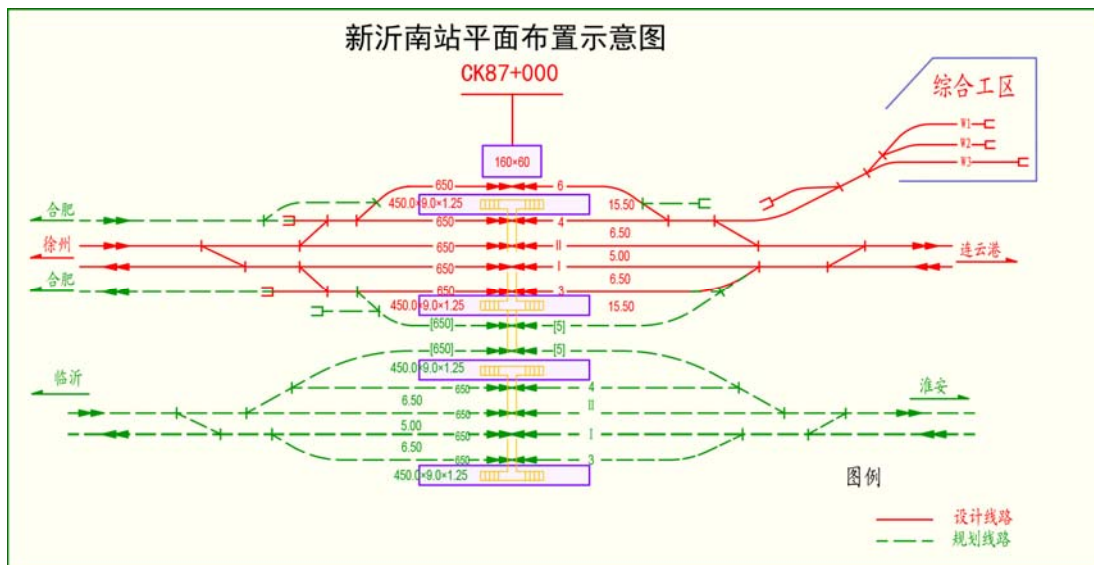 新沂南站平面布置示意图
CK87+000
综合工区
W1
W2
W3
160×60
合肥
650
6
450.0×9.0×1.25
15.50
650
4
6.50
徐州
650
II
5.00
连云港
650
I
6.50
合肥
650
3
450.0×9.0×1.25
15.50
[650]
[5]
[650]
[5]
临沂
450.0×9.0×1.25
淮安
650
4
6.50
650
II
5.00
650
I
6.50
650
3
450.0×9.0×1.25
图例
设计线路
规划线路